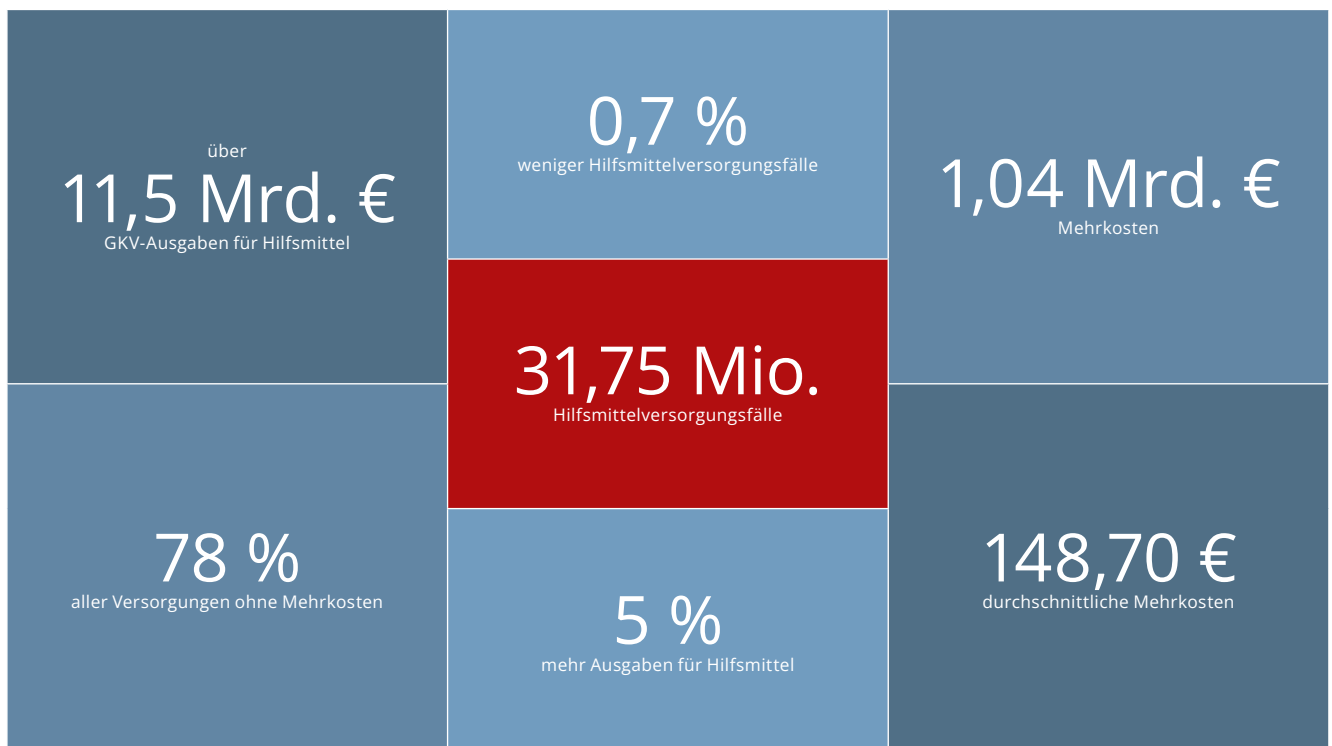 über
11,5 Mrd. €
GKV-Ausgaben für Hilfsmittel
78 %
aller Versorgungen ohne Mehrkosten
0,7 %
weniger Hilfsmittelversorgungsfälle
31,75 Mio.
Hilfsmittelversorgungsfälle
5 %
mehr Ausgaben für Hilfsmittel
1,04 Mrd. €
Mehrkosten
148,70 €
durchschnittliche Mehrkosten